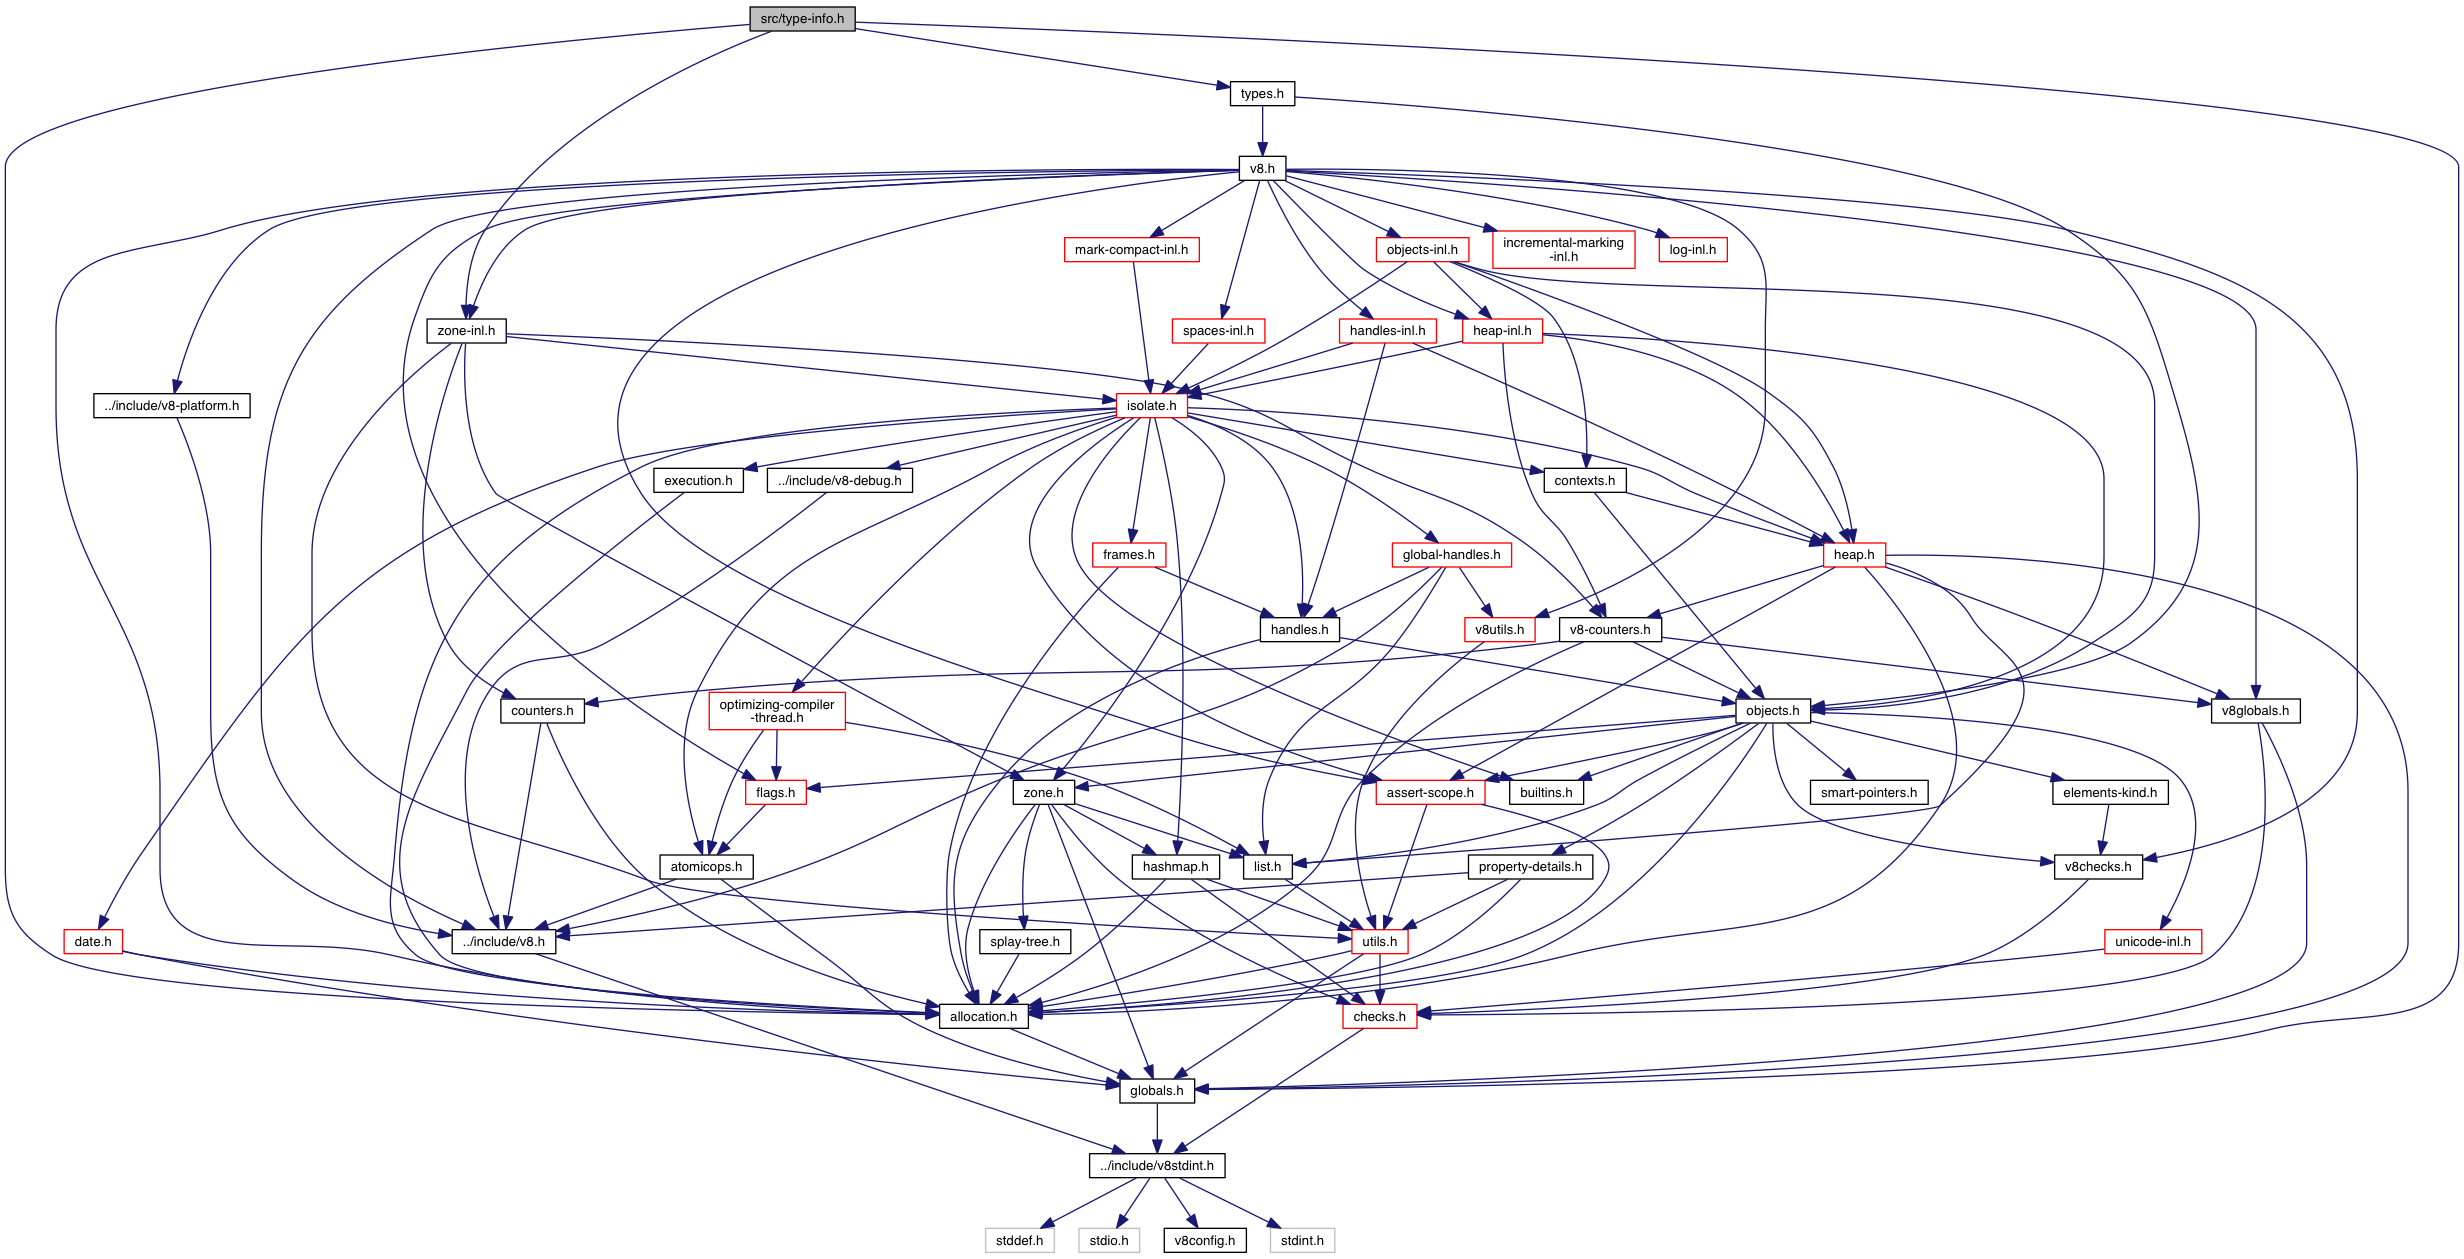 src/type-info.h
types.h
v8.h
mark-compact-inl.h
objects-inl.h
incremental-marking
-inl.h
log-inl.h
zone-inl.h
spaces-inl.h
handles-inl.h
heap-inl.h
../include/v8-platform.h
isolate.h
execution.h
../include/v8-debug.h
contexts.h
frames.h
global-handles.h
heap.h
handles.h
v8utils.h
v8-counters.h
counters.h
optimizing-compiler
-thread.h
objects.h
v8globals.h
flags.h
zone.h
assert-scope.h
builtins.h
smart-pointers.h
elements-kind.h
atomicops.h
hashmap.h
list.h
property-details.h
v8checks.h
date.h
../include/v8.h
splay-tree.h
utils.h
unicode-inl.h
allocation.h
checks.h
globals.h
../include/v8stdint.h
stddef.h
stdio.h
v8config.h
stdint.h